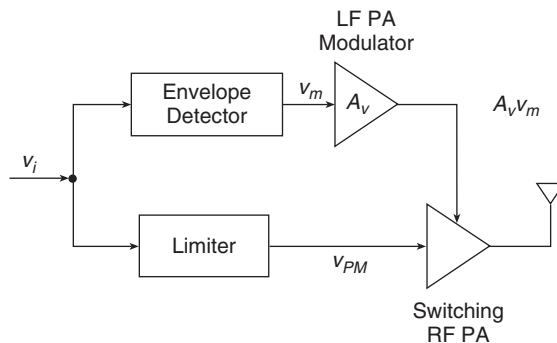 LF PA
Modulator
Envelope
Detector
v_m
A_v
A_v v_m
v_i
Limiter
v_PM
Switching
RF PA